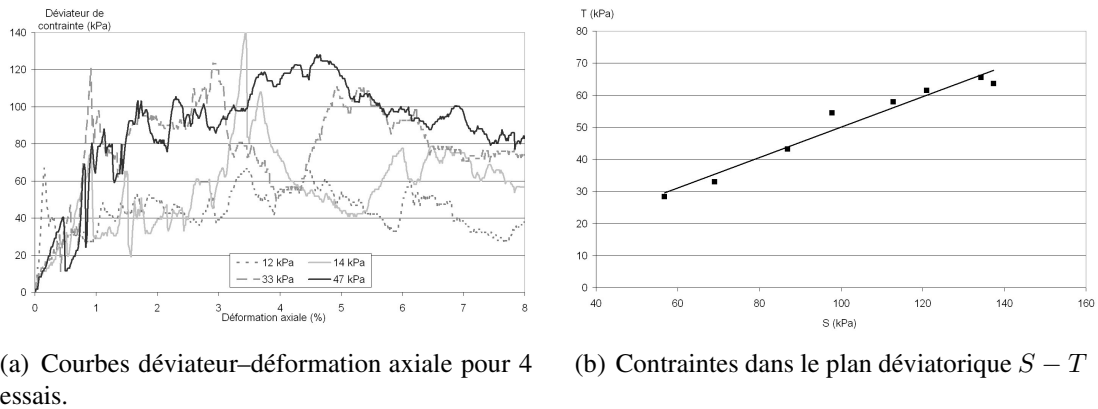 Déviateur de
contrainte (kPa)
140
120
100
80
60
40
20
0
0 1 2 3 4 5 6 7 8
Déformation axiale (%)
12 kPa 14 kPa
33 kPa 47 kPa
T (kPa)
80
70
60
50
40
30
20
10
0
40 60 80 100 120 140 160
S (kPa)
(a) Courbes déviateur–déformation axiale pour 4
essais.
(b) Contraintes dans le plan déviatorique S − T